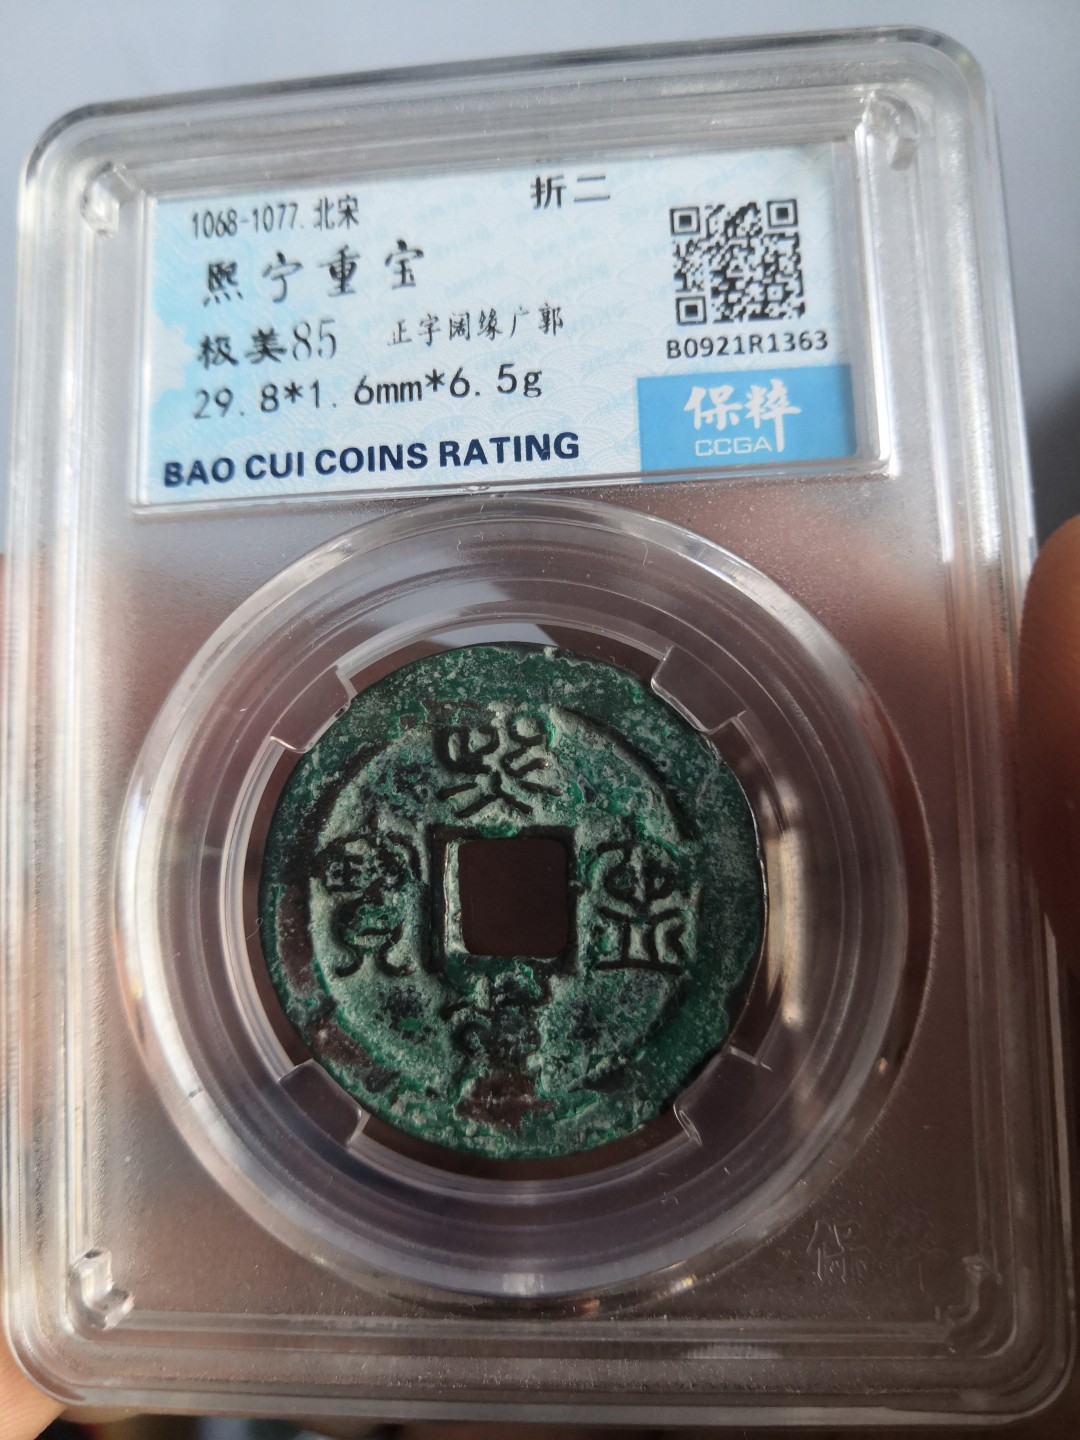 1068-1077.北宋
折二
熙宁重宝
极美85 正字阔缘广郭
29.8*1.6mm*6.5g
B0921R1363
保粹
CCGA
BAO CUI COINS RATING
熙
寶 重
寧
保粹